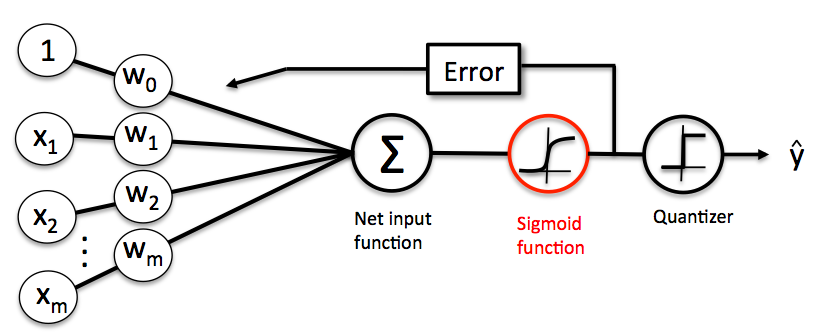 1
w₀
Error
x₁
w₁
Σ
ŷ
x₂
w₂
Net input
function
Sigmoid
function
Quantizer
⋮
wₘ
xₘ